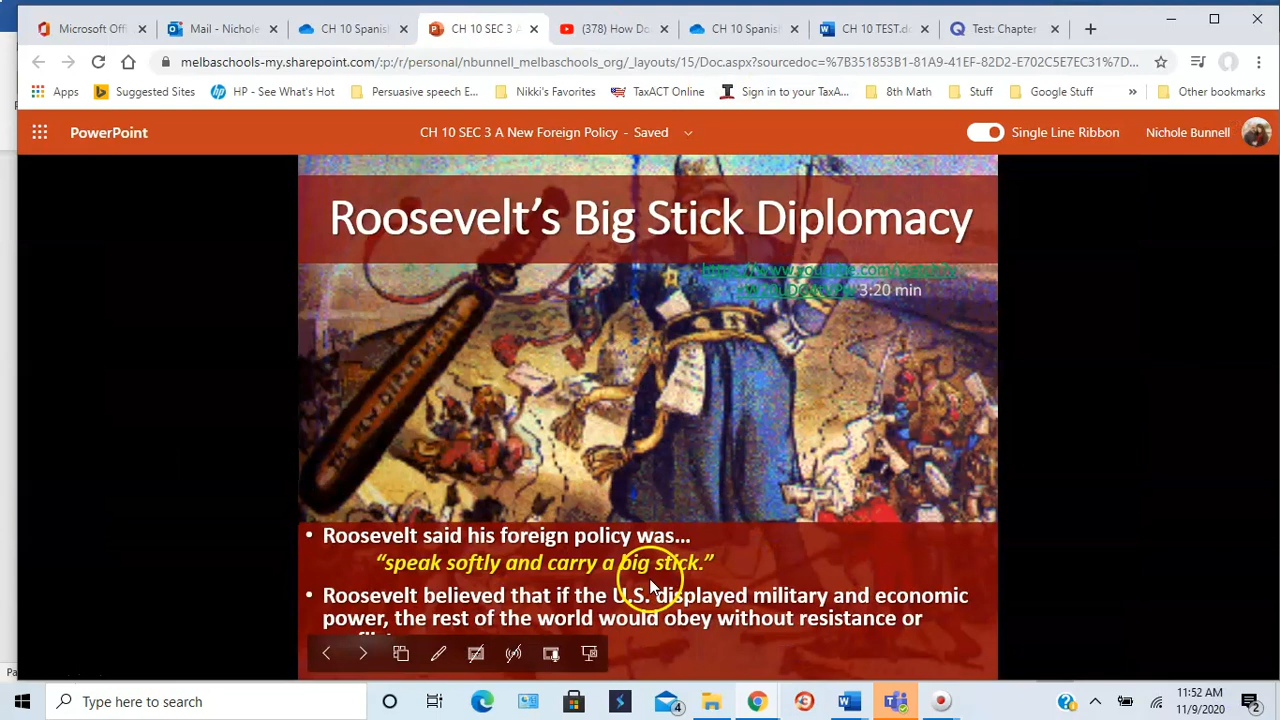 Microsoft Offi
Mail - Nichole
CH 10 Spanis
CH 10 SEC 3 A
(378) How Do
CH 10 Spanis
CH 10 TEST.do
Test: Chapter
melbaschools-my.sharepoint.com/:p:/r/personal/nbunnell_melbaschools_org/_layouts/15/Doc.aspx?sourcedoc=%7B351853B1-81A9-41EF-82D2-E702C5E7EC31%7D...
Apps
Suggested Sites
HP - See What's Hot
Persuasive speech E...
Nikki's Favorites
TaxACT Online
Sign in to your TaxA...
8th Math
Stuff
Google Stuff
»
Other bookmarks
PowerPoint
CH 10 SEC 3 A New Foreign Policy - Saved
Single Line Ribbon
Nichole Bunnell
Roosevelt's Big Stick Diplomacy
3:20 min
• Roosevelt said his foreign policy was...
“speak softly and carry a big stick.”
• Roosevelt believed that if the U.S. displayed military and economic
power, the rest of the world would obey without resistance or
Type here to search
4
11:52 AM
11/9/2020
2